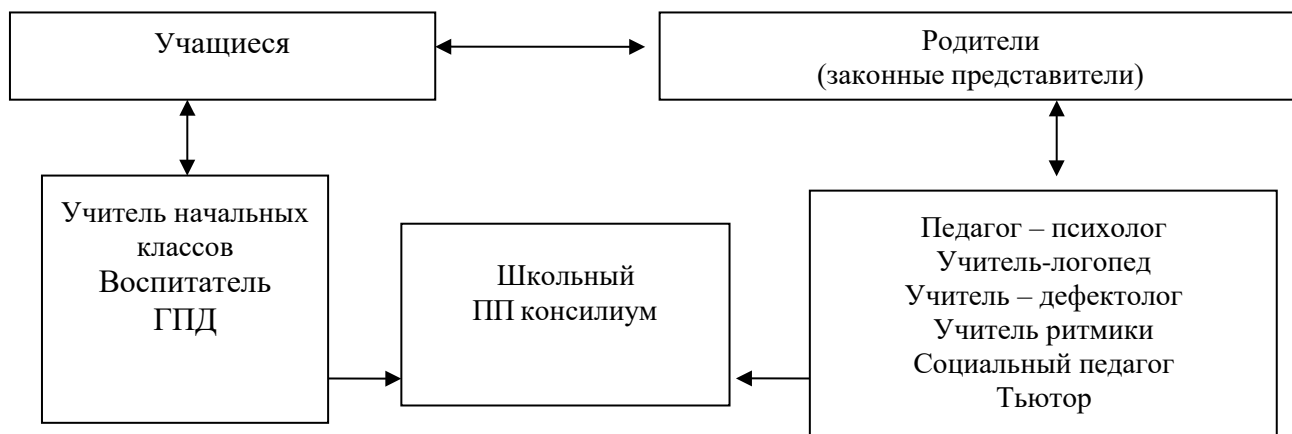 Учащиеся
Родители
(законные представители)
Учитель начальных
классов
Воспитатель
ГПД
Школьный
ПП консилиум
Педагог – психолог
Учитель-логопед
Учитель – дефектолог
Учитель ритмики
Социальный педагог
Тьютор